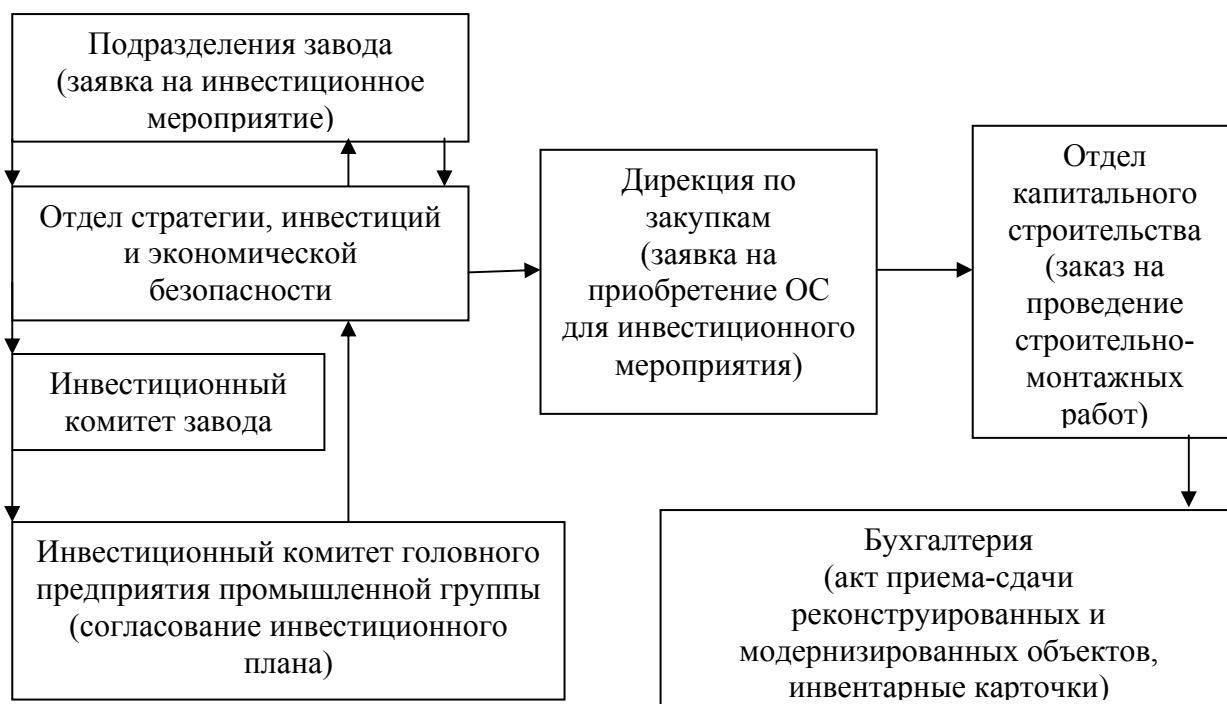 Подразделения завода
(заявка на инвестиционное
мероприятие)
Отдел стратегии, инвестиций
и экономической
безопасности
Инвестиционный
комитет завода
Инвестиционный комитет головного
предприятия промышленной группы
(согласование инвестиционного
плана)
Дирекция по
закупкам
(заявка на
приобретение ОС
для инвестиционного
мероприятия)
Отдел
капитального
строительства
(заказ на
проведение
строительно-
монтажных
работ)
Бухгалтерия
(акт приема-сдачи
реконструированных и
модернизированных объектов,
инвентарные карточки)